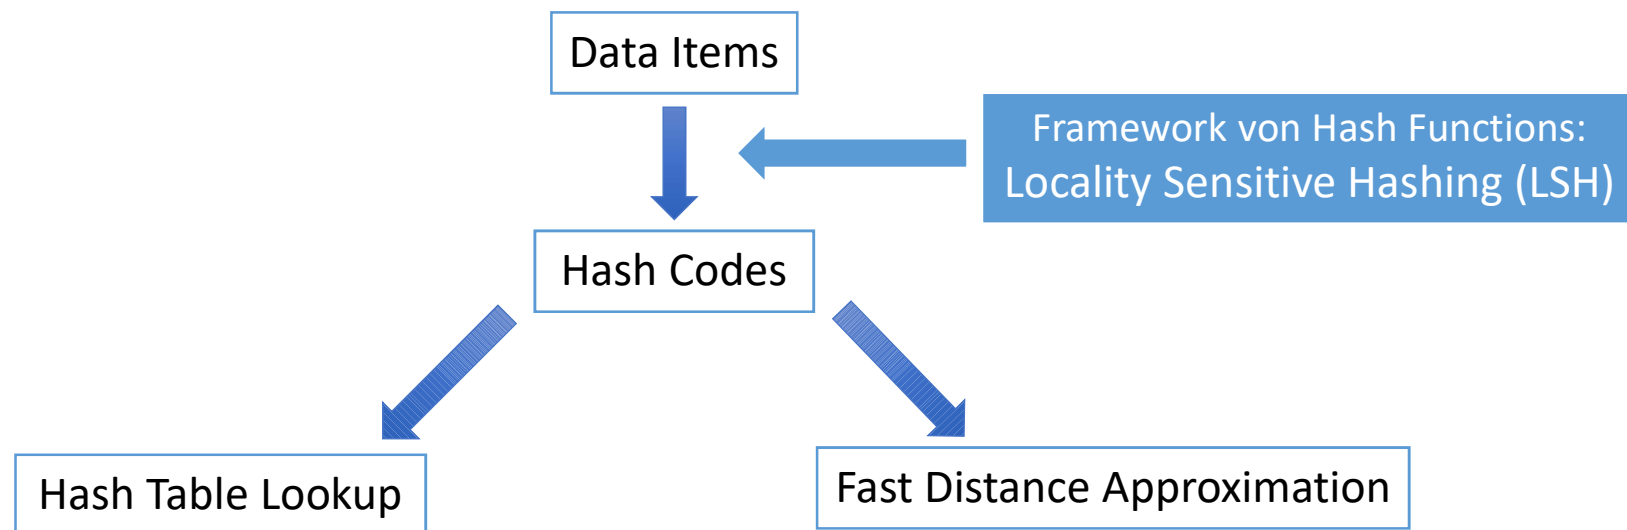 Data Items
Framework von Hash Functions:
Locality Sensitive Hashing (LSH)
Hash Codes
Hash Table Lookup
Fast Distance Approximation